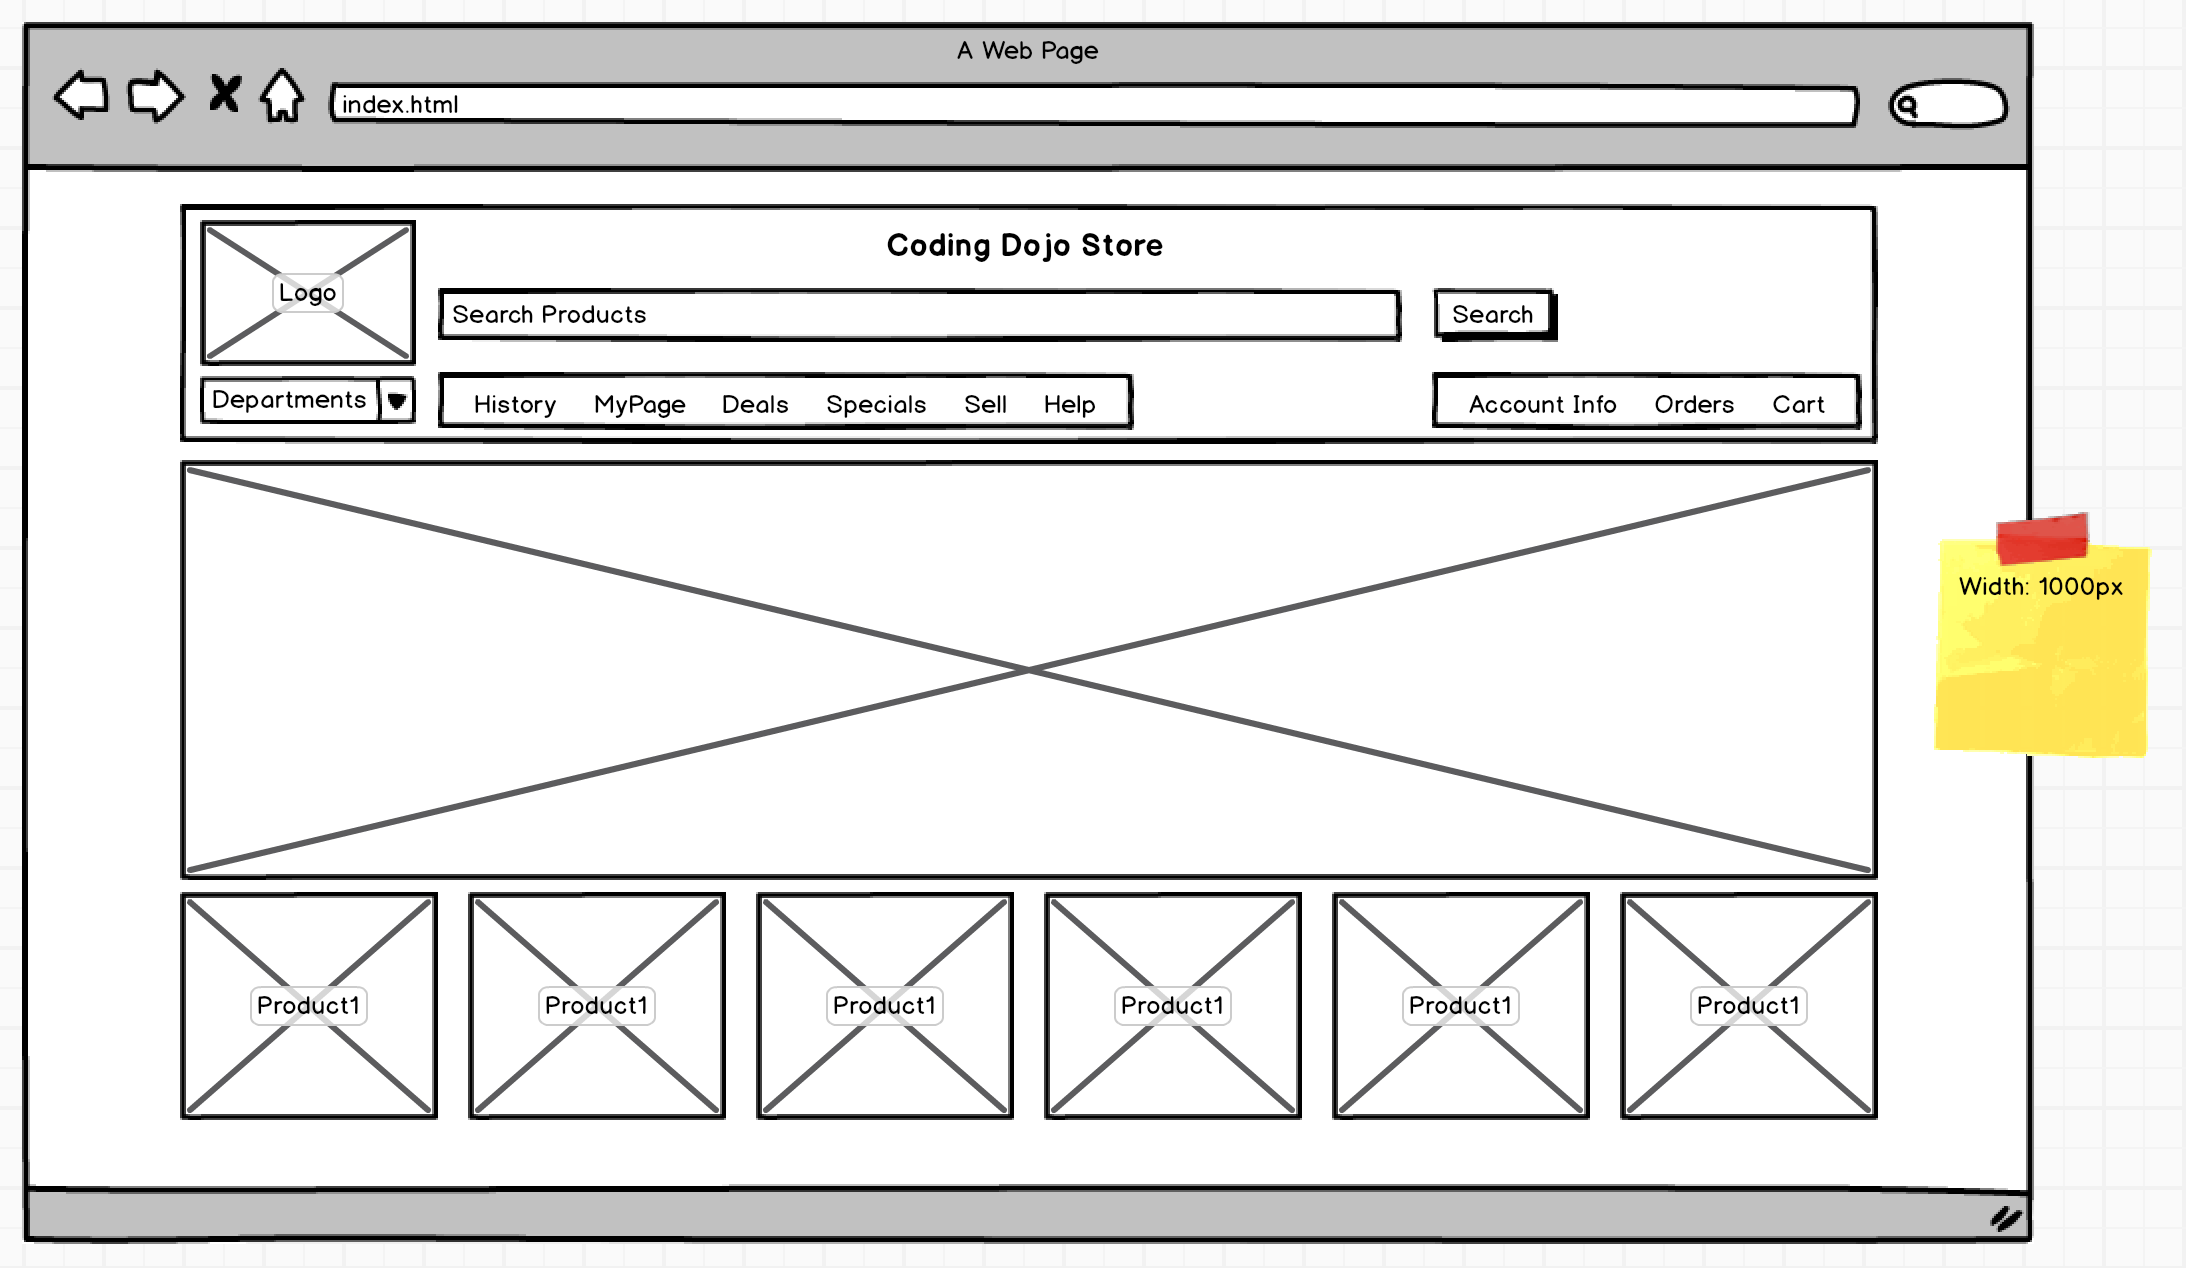 A Web Page
index.html
Coding Dojo Store
Logo
Search Products
Search
Departments
History MyPage Deals Specials Sell Help
Account Info Orders Cart
Width: 1000px
Product1
Product1
Product1
Product1
Product1
Product1